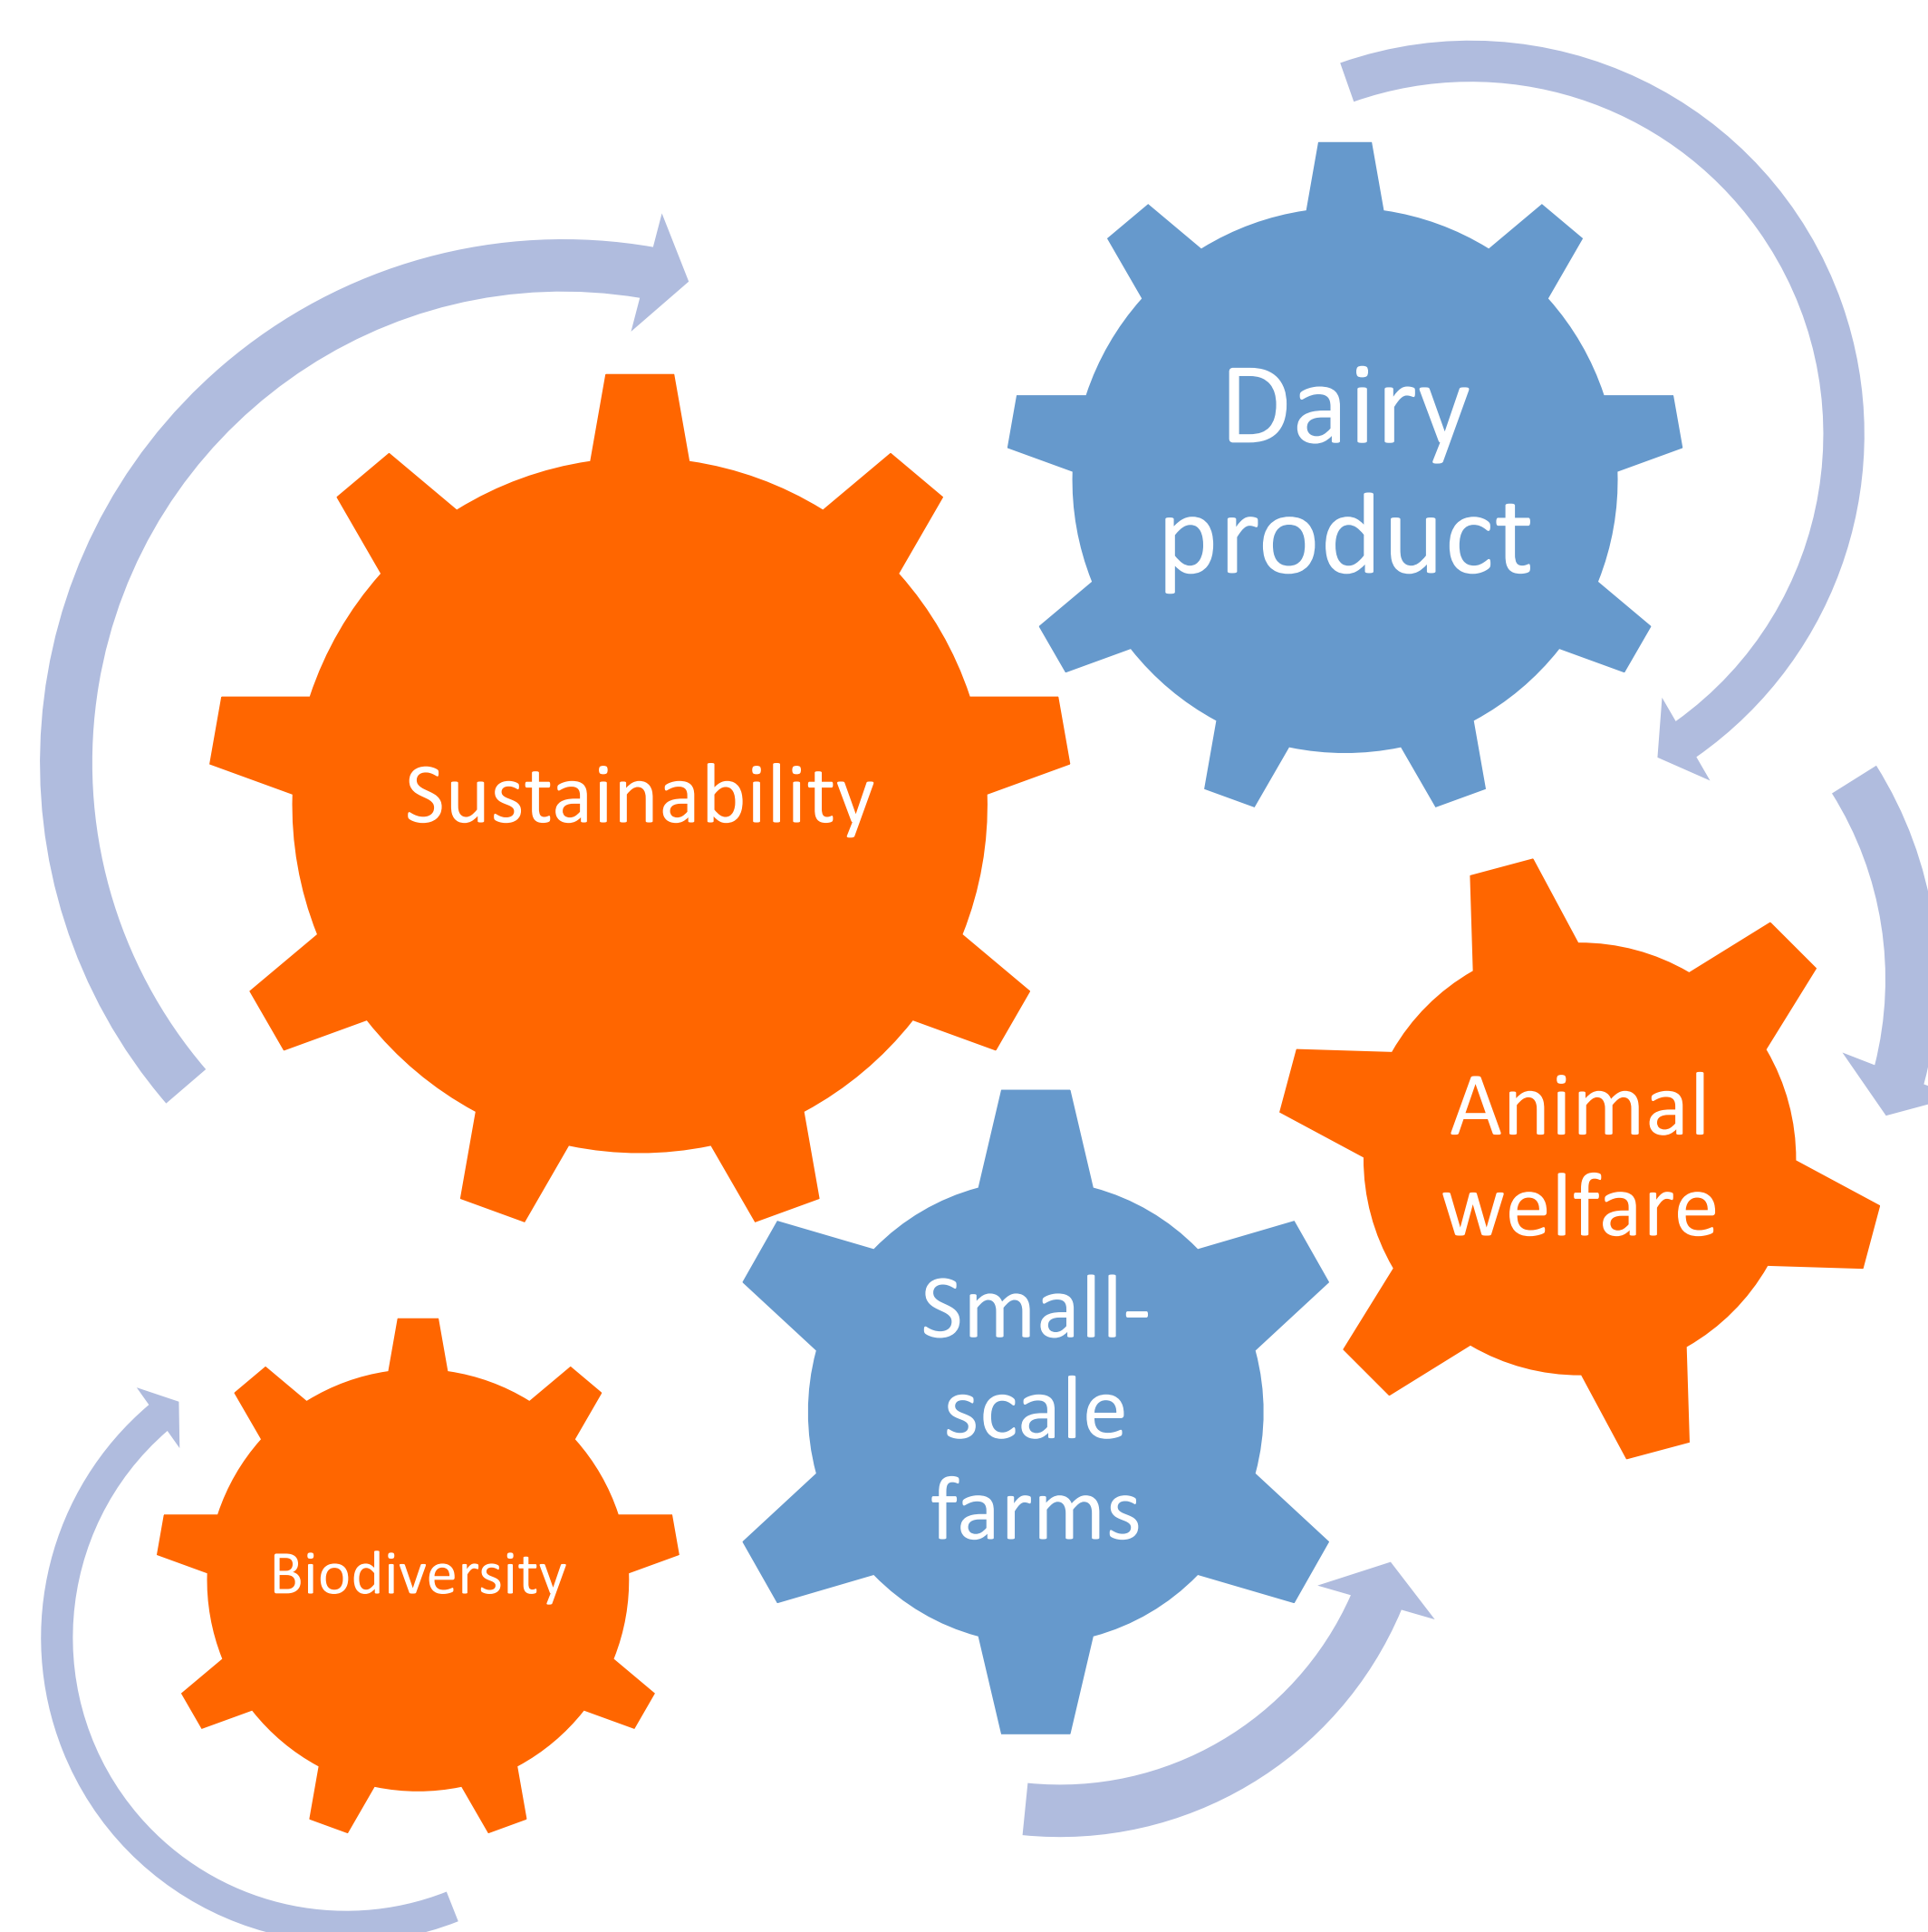 Dairy
product
Sustainability
Animal
welfare
Small-
scale
farms
Biodiversity